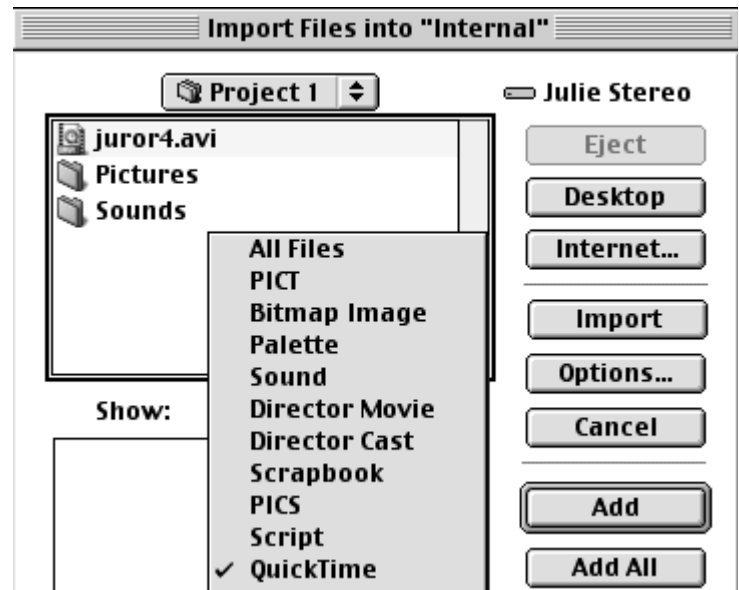 Import Files into "Internal"
Project 1
Julie Stereo
juror4.avi
Pictures
Sounds
Eject
Desktop
Internet...
Import
Options...
Cancel
Add
Add All
Show:
All Files
PICT
Bitmap Image
Palette
Sound
Director Movie
Director Cast
Scrapbook
PICS
Script
✓ QuickTime